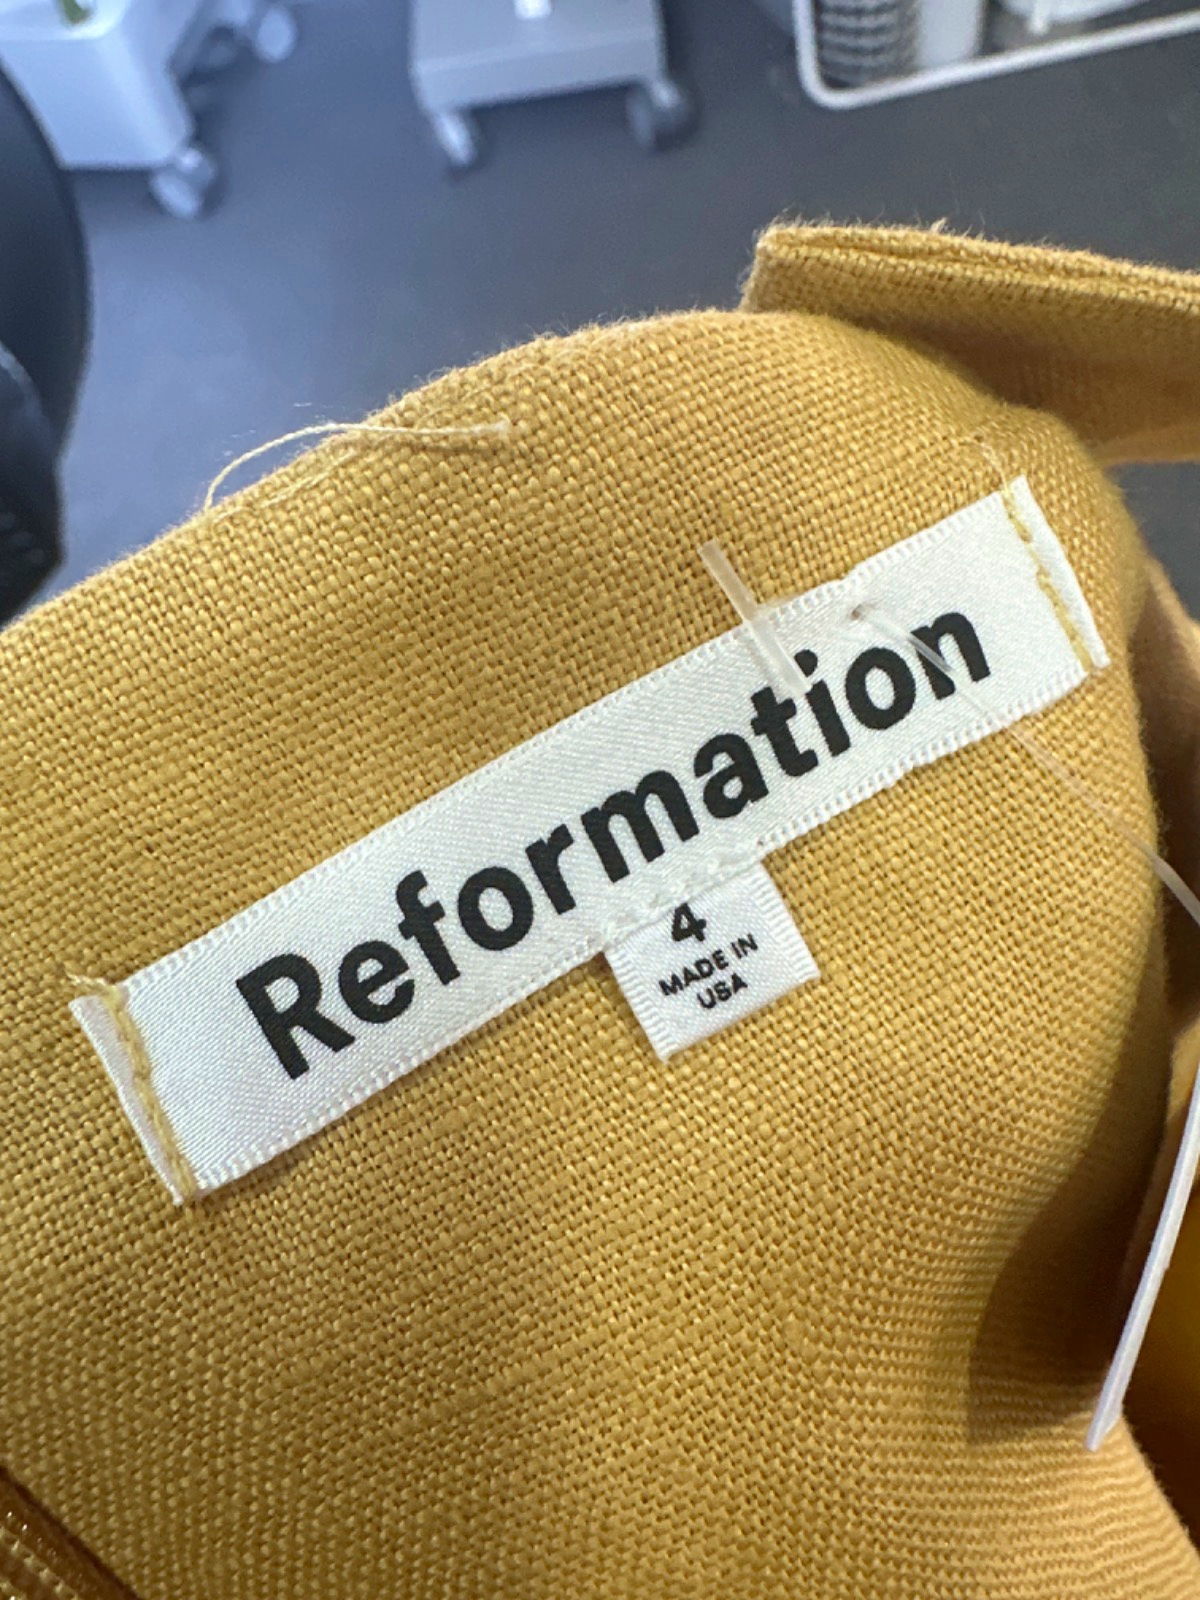 Reformation
4
MADE IN
USA